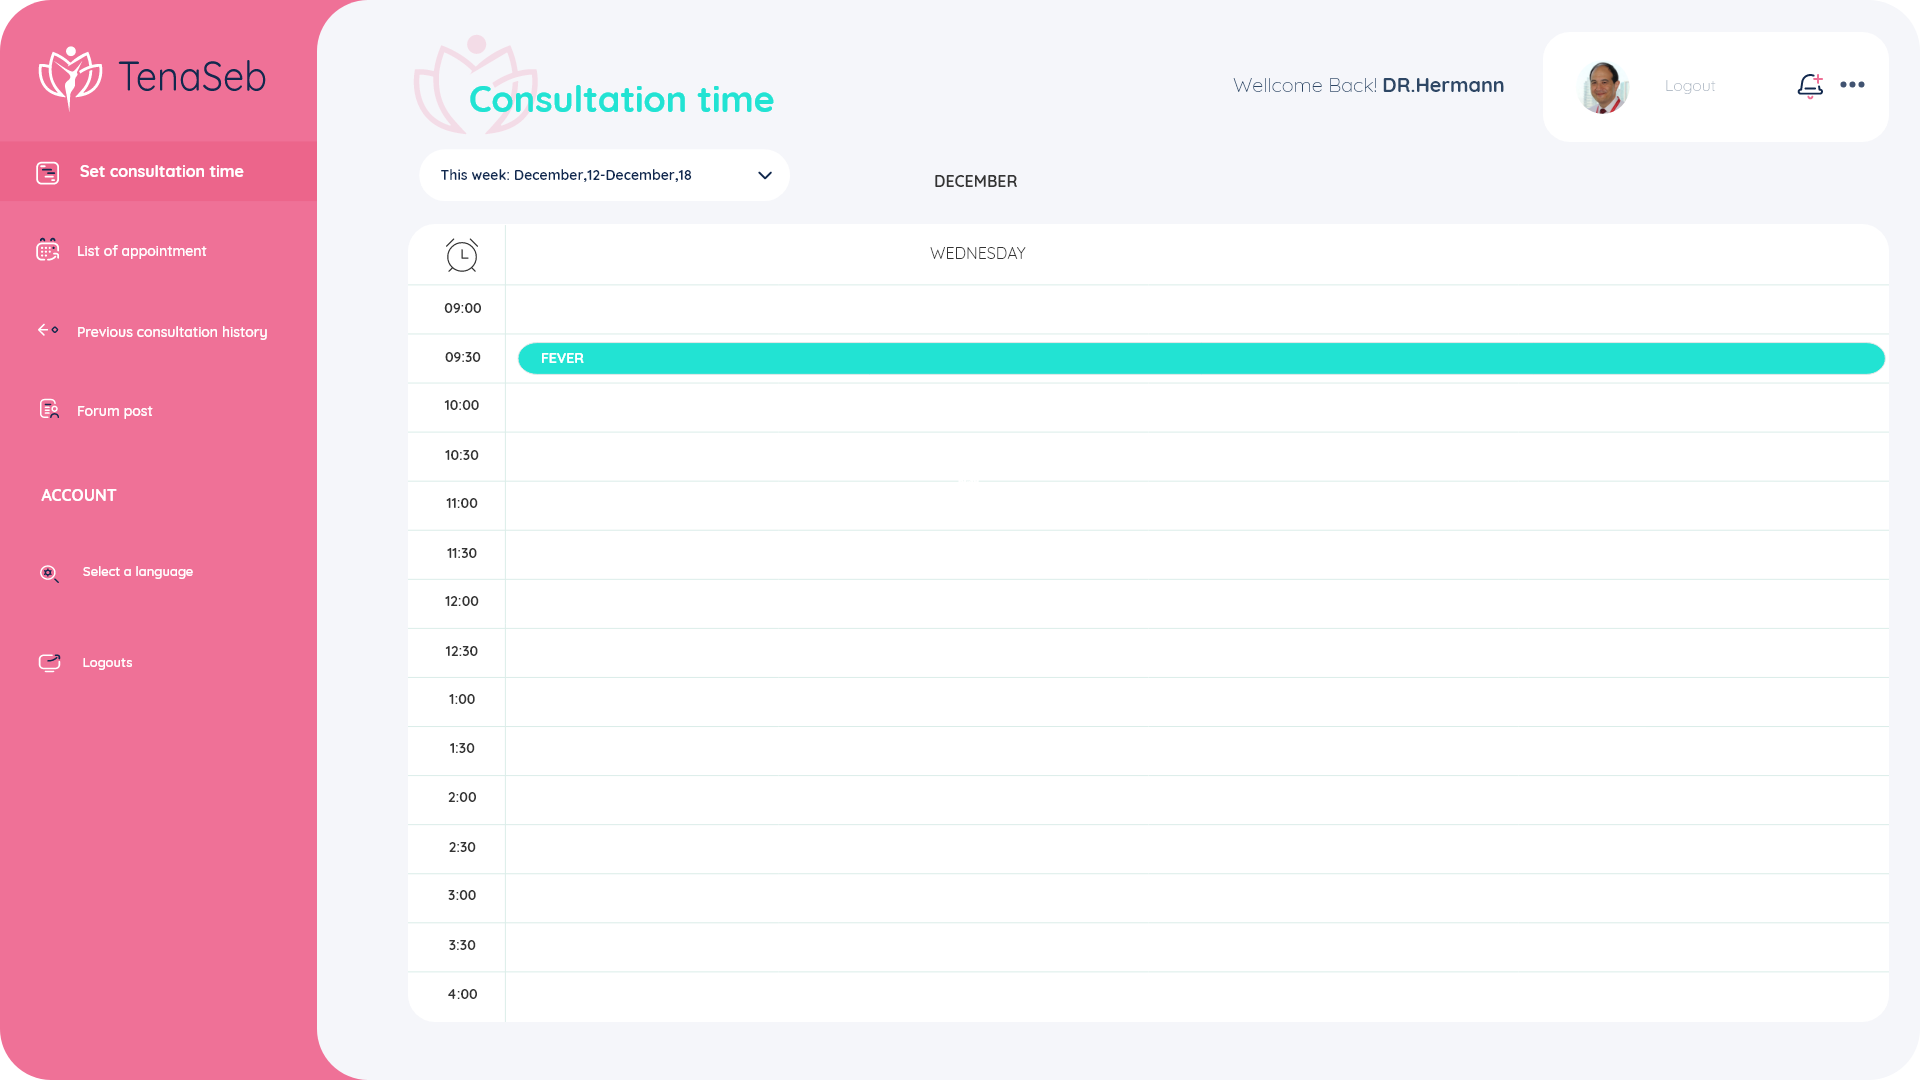 TenaSeb
Set consultation time
List of appointment
Previous consultation history
Forum post
ACCOUNT
Select a language
Logouts
Consultation time
Wellcome Back! DR.Hermann
Logout
This week: December,12-December,18
DECEMBER
WEDNESDAY
09:00
09:30 FEVER
10:00
10:30
11:00
11:30
12:00
12:30
1:00
1:30
2:00
2:30
3:00
3:30
4:00